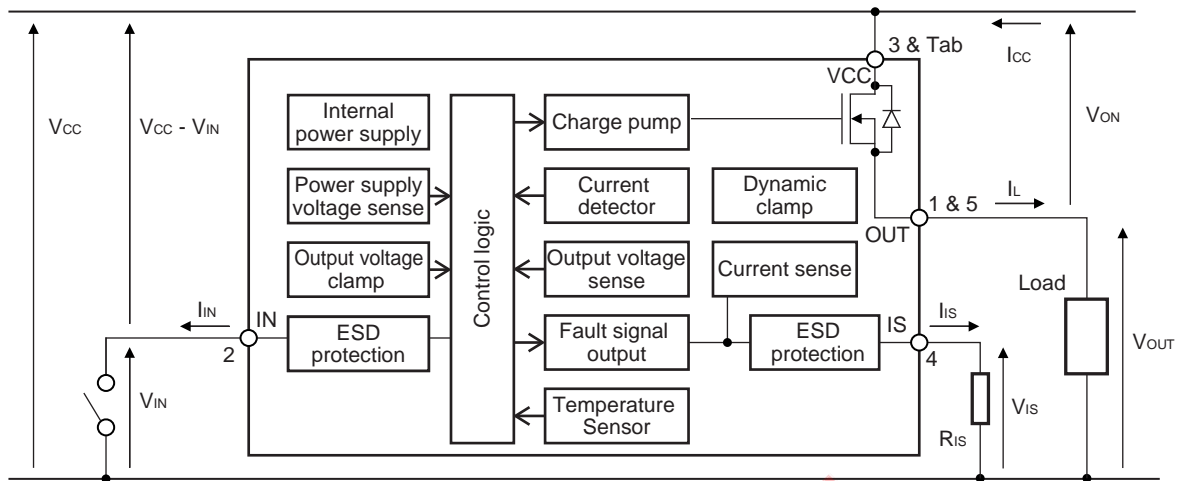 3 & Tab
ICC
VCC
Internal
power supply
Charge pump
VCC
VCC - VIN
VON
Power supply
voltage sense
Current
detector
Dynamic
clamp
IL
1 & 5
OUT
Control logic
Output voltage
clamp
Output voltage
sense
Current sense
Load
IIN
IN
ESD
protection
Fault signal
output
ESD
protection
IS
IIS
2
4
VOUT
VIN
Temperature
Sensor
RIS
VIS